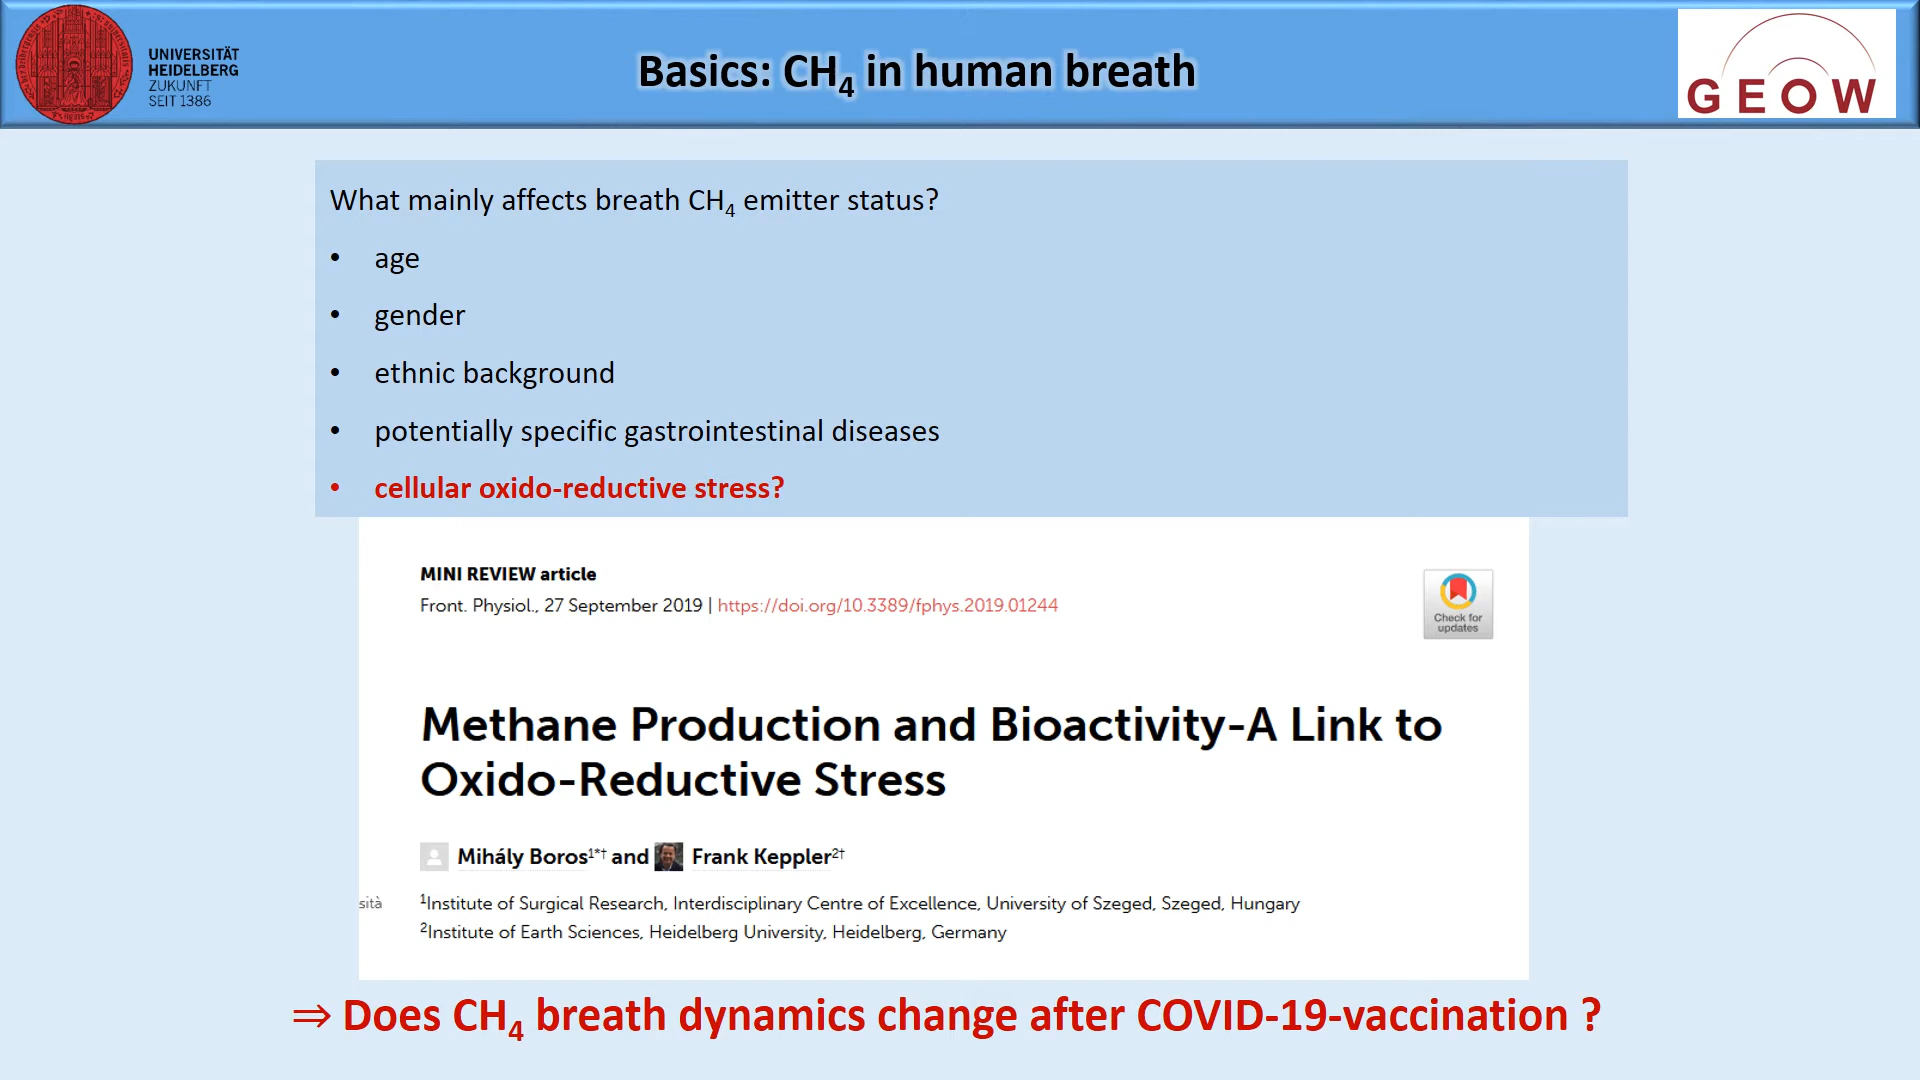 UNIVERSITÄT
HEIDELBERG
ZUKUNFT
SEIT 1386
Basics: CH₄ in human breath
GEOW
What mainly affects breath CH₄ emitter status?
• age
• gender
• ethnic background
• potentially specific gastrointestinal diseases
• cellular oxido-reductive stress?
MINI REVIEW article
Front. Physiol., 27 September 2019 | https://doi.org/10.3389/fphys.2019.01244
Check for
updates
Methane Production and Bioactivity-A Link to
Oxido-Reductive Stress
Mihály Boros¹*† and Frank Keppler²†
sità
¹Institute of Surgical Research, Interdisciplinary Centre of Excellence, University of Szeged, Szeged, Hungary
²Institute of Earth Sciences, Heidelberg University, Heidelberg, Germany
⇒ Does CH₄ breath dynamics change after COVID-19-vaccination ?